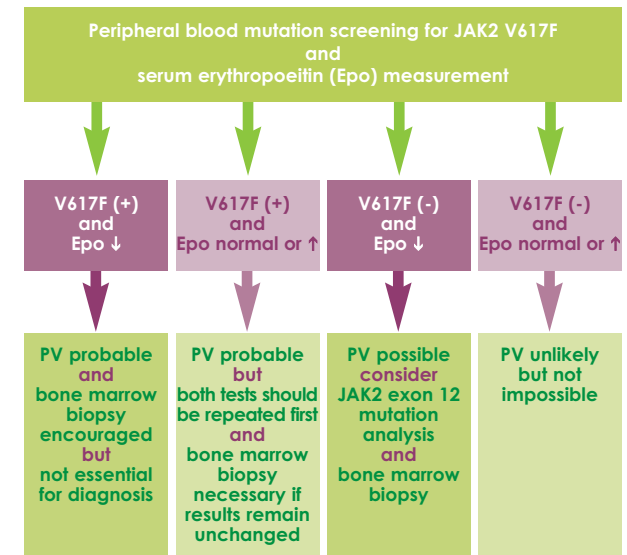 Peripheral blood mutation screening for JAK2 V617F
and
serum erythropoeitin (Epo) measurement
V617F (+)
and
Epo ↓
V617F (+)
and
Epo normal or ↑
V617F (-)
and
Epo ↓
V617F (-)
and
Epo normal or ↑
PV probable
and
bone marrow
biopsy
encouraged
but
not essential
for diagnosis
PV probable
but
both tests should
be repeated first
and
bone marrow
biopsy
necessary if
results remain
unchanged
PV possible
consider
JAK2 exon 12
mutation
analysis
and
bone marrow
biopsy
PV unlikely
but not
impossible